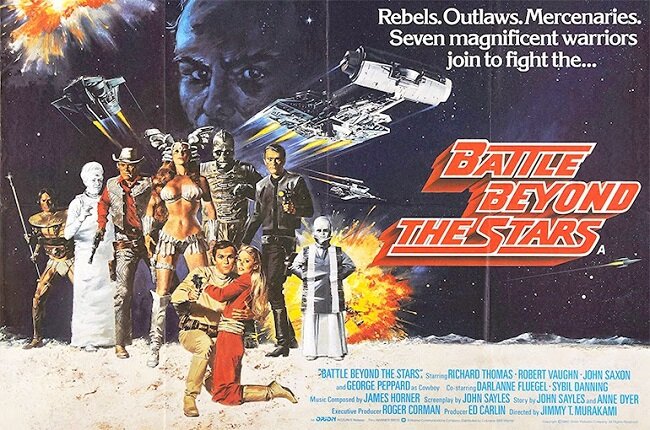 Rebels. Outlaws. Mercenaries.
Seven magnificent warriors
join to fight the...
BATTLE
BEYOND
THE STARS
A
"BATTLE BEYOND THE STARS" Starring RICHARD THOMAS · ROBERT VAUGHN · JOHN SAXON
and GEORGE PEPPARD as Cowboy Co-starring DARLANNE FLUEGEL · SYBIL DANNING
Music Composed by JAMES HORNER Screenplay by JOHN SAYLES Story by JOHN SAYLES and ANNE DYER
Executive Producer ROGER CORMAN Produced by ED CARLIN Directed by JIMMY T. MURAKAMI
ORION